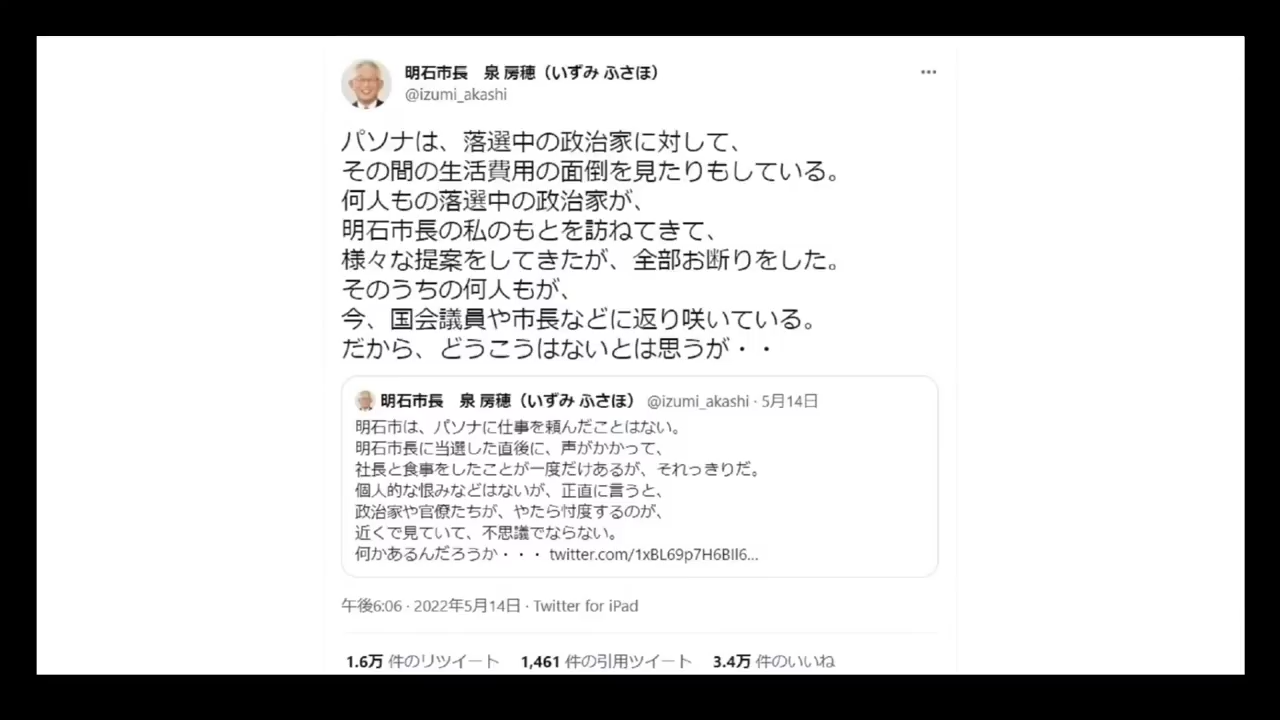 明石市長　泉 房穂（いずみ ふさほ）
@izumi_akashi
パソナは、落選中の政治家に対して、
その間の生活費用の面倒を見たりもしている。
何人もの落選中の政治家が、
明石市長の私のもとを訪ねてきて、
様々な提案をしてきたが、全部お断りをした。
そのうちの何人もが、
今、国会議員や市長などに返り咲いている。
だから、どうこうはないとは思うが・・
明石市長　泉 房穂（いずみ ふさほ） @izumi_akashi · 5月14日
明石市は、パソナに仕事を頼んだことはない。
明石市長に当選した直後に、声がかかって、
社長と食事をしたことが一度だけあるが、それっきりだ。
個人的な恨みなどはないが、正直に言うと、
政治家や官僚たちが、やたら忖度するのが、
近くで見ていて、不思議でならない。
何かあるんだろうか・・・ twitter.com/1xBL69p7H6BIl6…
午後6:06 · 2022年5月14日 · Twitter for iPad
1.6万 件のリツイート 1,461 件の引用ツイート 3.4万 件のいいね